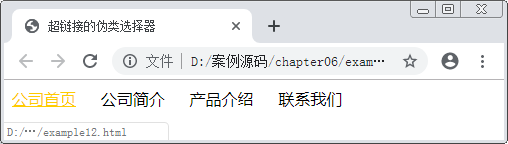 超链接的伪类选择器
文件 | D:/案例源码/chapter06/exam…
公司首页 公司简介 产品介绍 联系我们
D:/…/example12.html